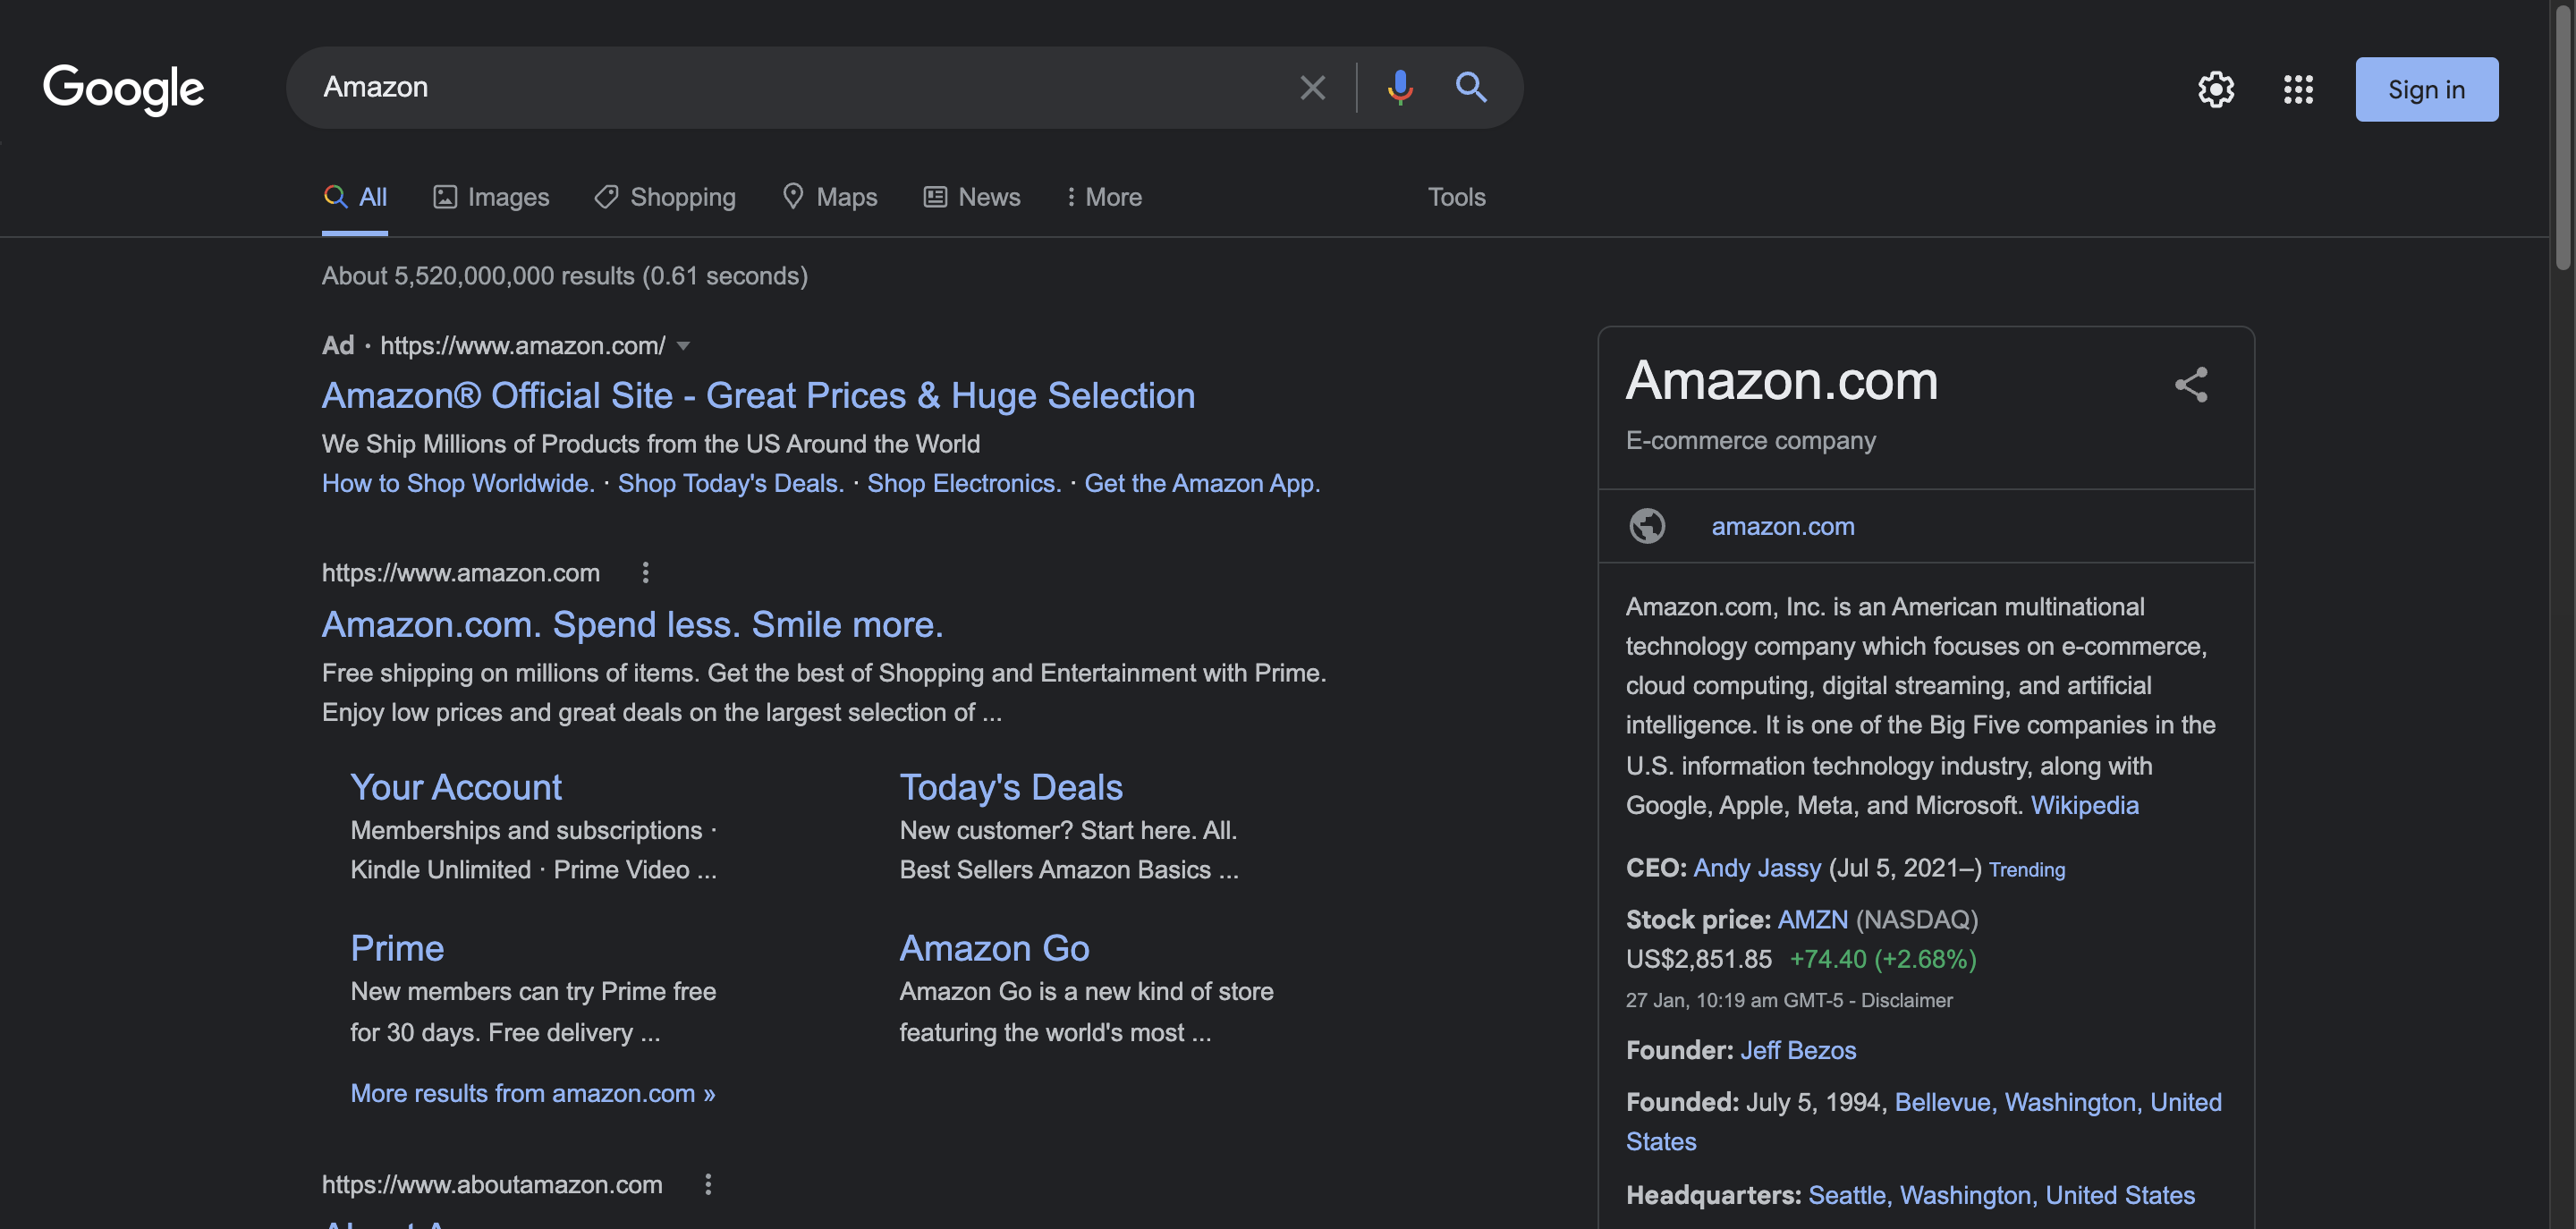 Google
Amazon
Sign in
All
Images
Shopping
Maps
News
More
Tools
About 5,520,000,000 results (0.61 seconds)
Ad · https://www.amazon.com/
Amazon® Official Site - Great Prices & Huge Selection
We Ship Millions of Products from the US Around the World
How to Shop Worldwide. · Shop Today's Deals. · Shop Electronics. · Get the Amazon App.
https://www.amazon.com
Amazon.com. Spend less. Smile more.
Free shipping on millions of items. Get the best of Shopping and Entertainment with Prime.
Enjoy low prices and great deals on the largest selection of ...
Your Account
Memberships and subscriptions ·
Kindle Unlimited · Prime Video ...
Today's Deals
New customer? Start here. All.
Best Sellers Amazon Basics ...
Prime
New members can try Prime free
for 30 days. Free delivery ...
Amazon Go
Amazon Go is a new kind of store
featuring the world's most ...
More results from amazon.com »
https://www.aboutamazon.com
Amazon.com
E-commerce company
amazon.com
Amazon.com, Inc. is an American multinational
technology company which focuses on e-commerce,
cloud computing, digital streaming, and artificial
intelligence. It is one of the Big Five companies in the
U.S. information technology industry, along with
Google, Apple, Meta, and Microsoft. Wikipedia
CEO: Andy Jassy (Jul 5, 2021–) Trending
Stock price: AMZN (NASDAQ)
US$2,851.85 +74.40 (+2.68%)
27 Jan, 10:19 am GMT-5 - Disclaimer
Founder: Jeff Bezos
Founded: July 5, 1994, Bellevue, Washington, United
States
Headquarters: Seattle, Washington, United States